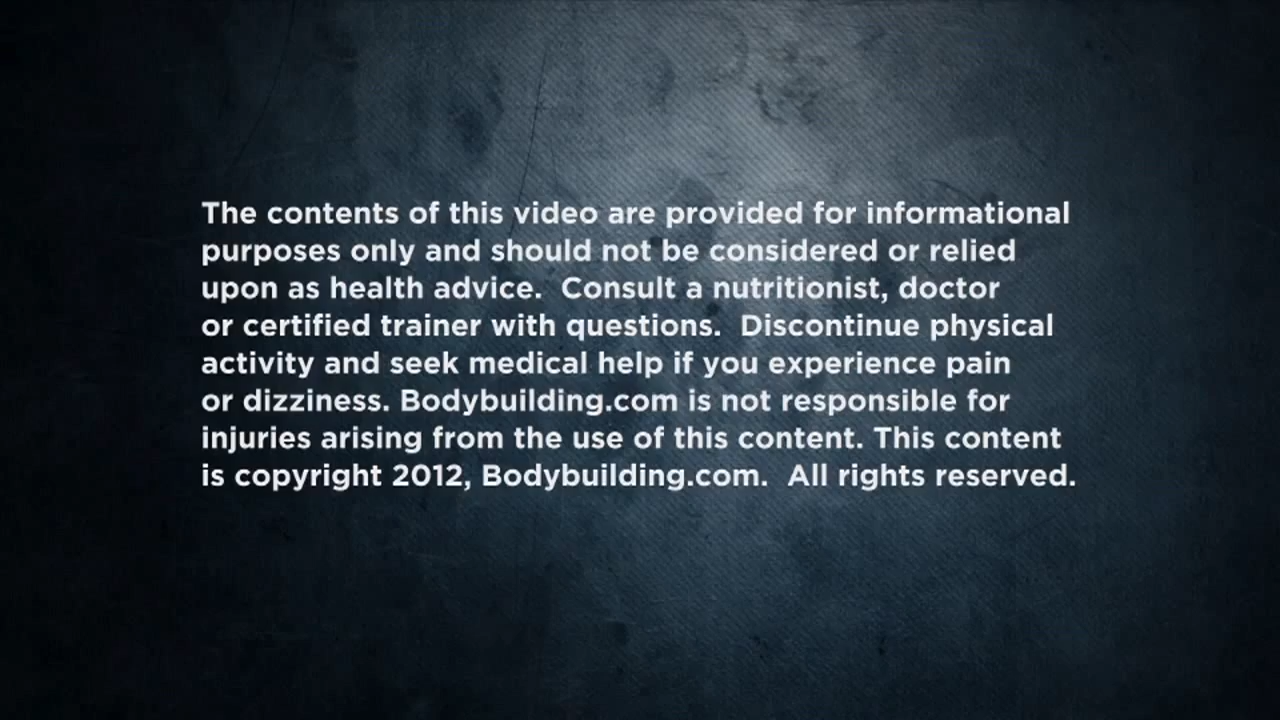 The contents of this video are provided for informational
purposes only and should not be considered or relied
upon as health advice.  Consult a nutritionist, doctor
or certified trainer with questions.  Discontinue physical
activity and seek medical help if you experience pain
or dizziness. Bodybuilding.com is not responsible for
injuries arising from the use of this content. This content
is copyright 2012, Bodybuilding.com.  All rights reserved.